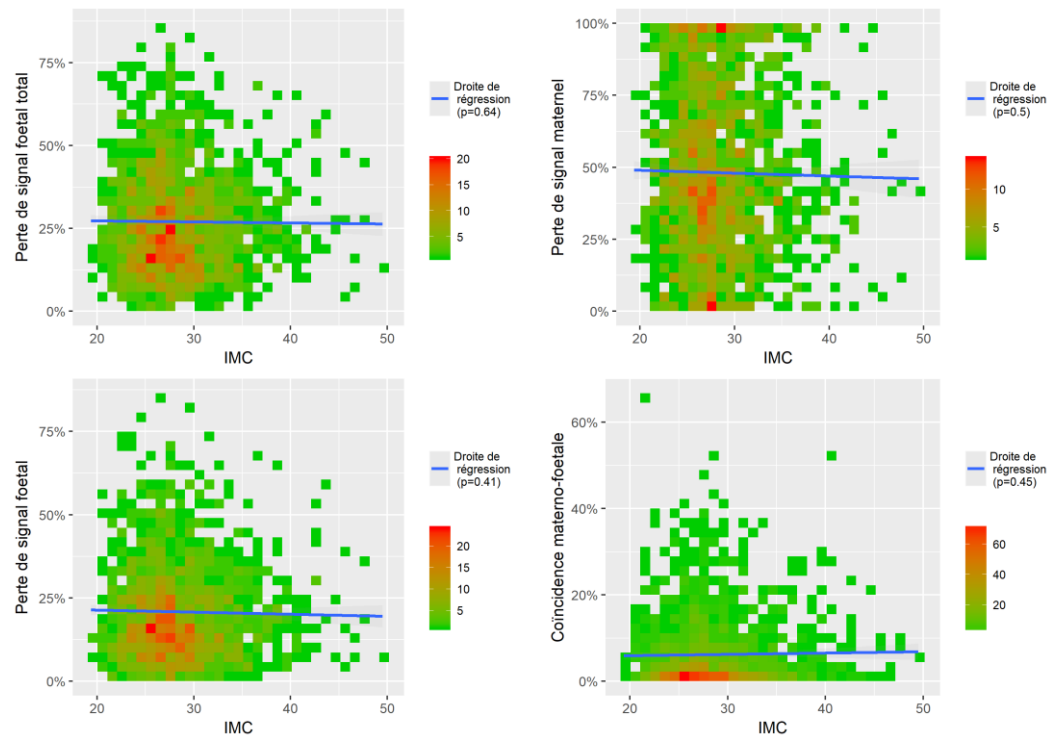 Perte de signal foetal total
75%
50%
25%
0%
20
30
40
50
IMC
Droite de
régression
(p=0.64)
20
15
10
5
Perte de signal maternel
100%
75%
50%
25%
0%
20
30
40
50
IMC
Droite de
régression
(p=0.5)
10
5
Perte de signal foetal
75%
50%
25%
0%
20
30
40
50
IMC
Droite de
régression
(p=0.41)
20
15
10
5
Coïncidence materno-foetale
60%
40%
20%
0%
20
30
40
50
IMC
Droite de
régression
(p=0.45)
60
40
20